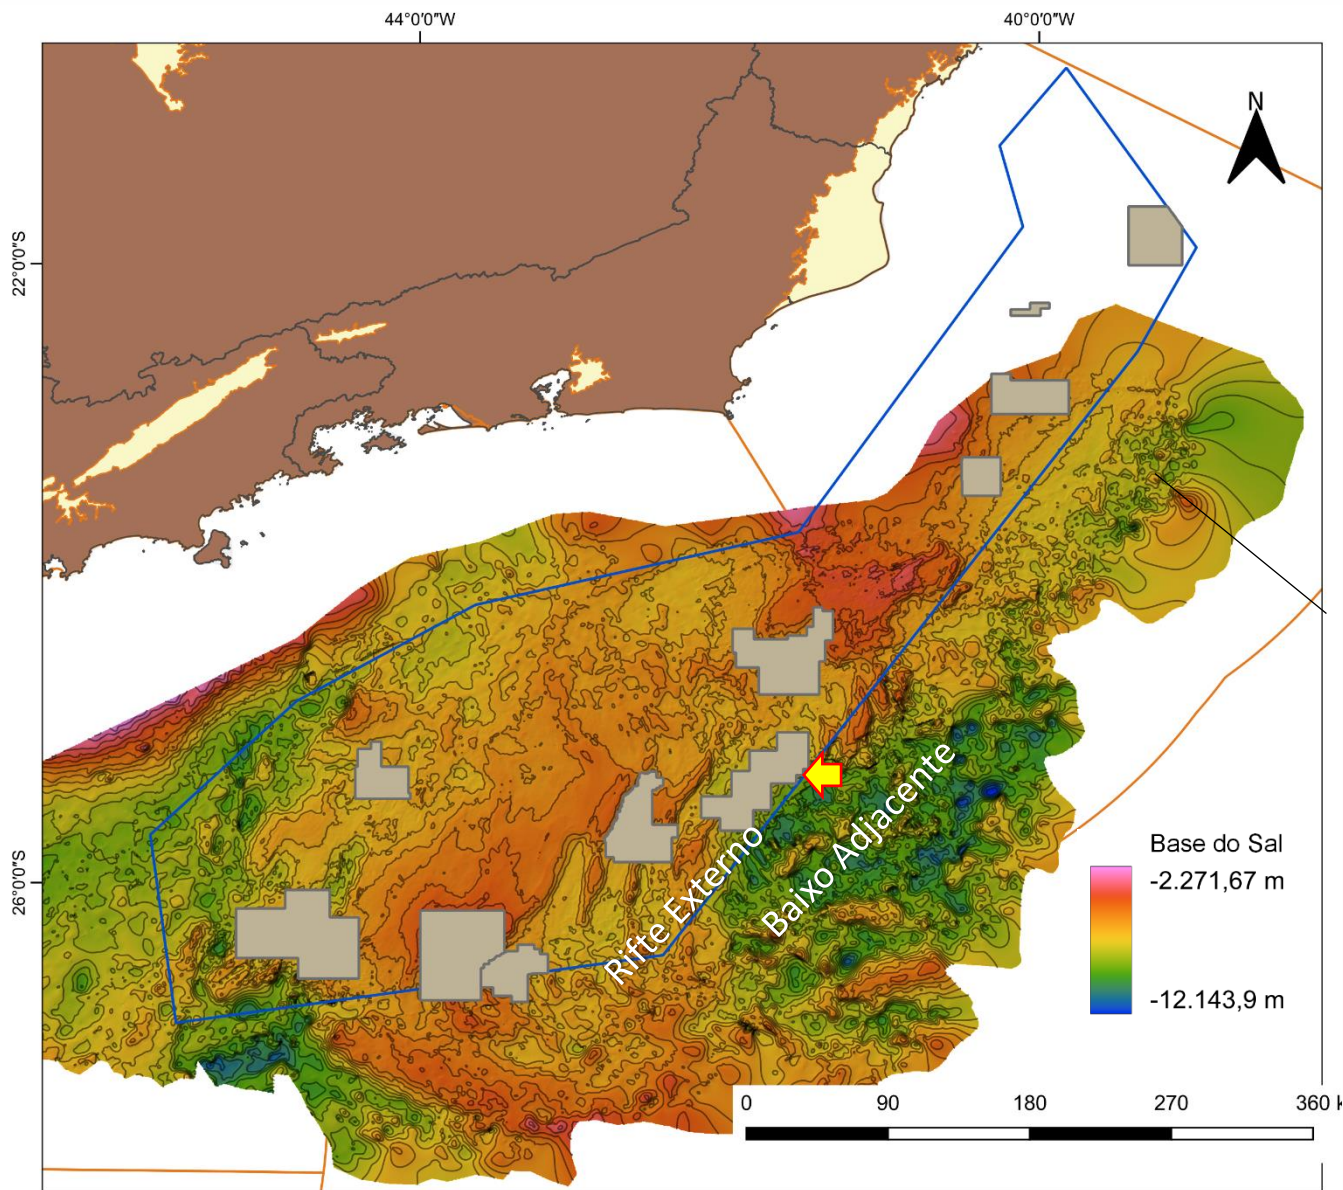 44°0'0"W
40°0'0"W
N
22°0'0"S
26°0'0"S
Rifte Externo
Baixo Adjacente
Base do Sal
-2.271,67 m
-12.143,9 m
0 90 180 270 360 k